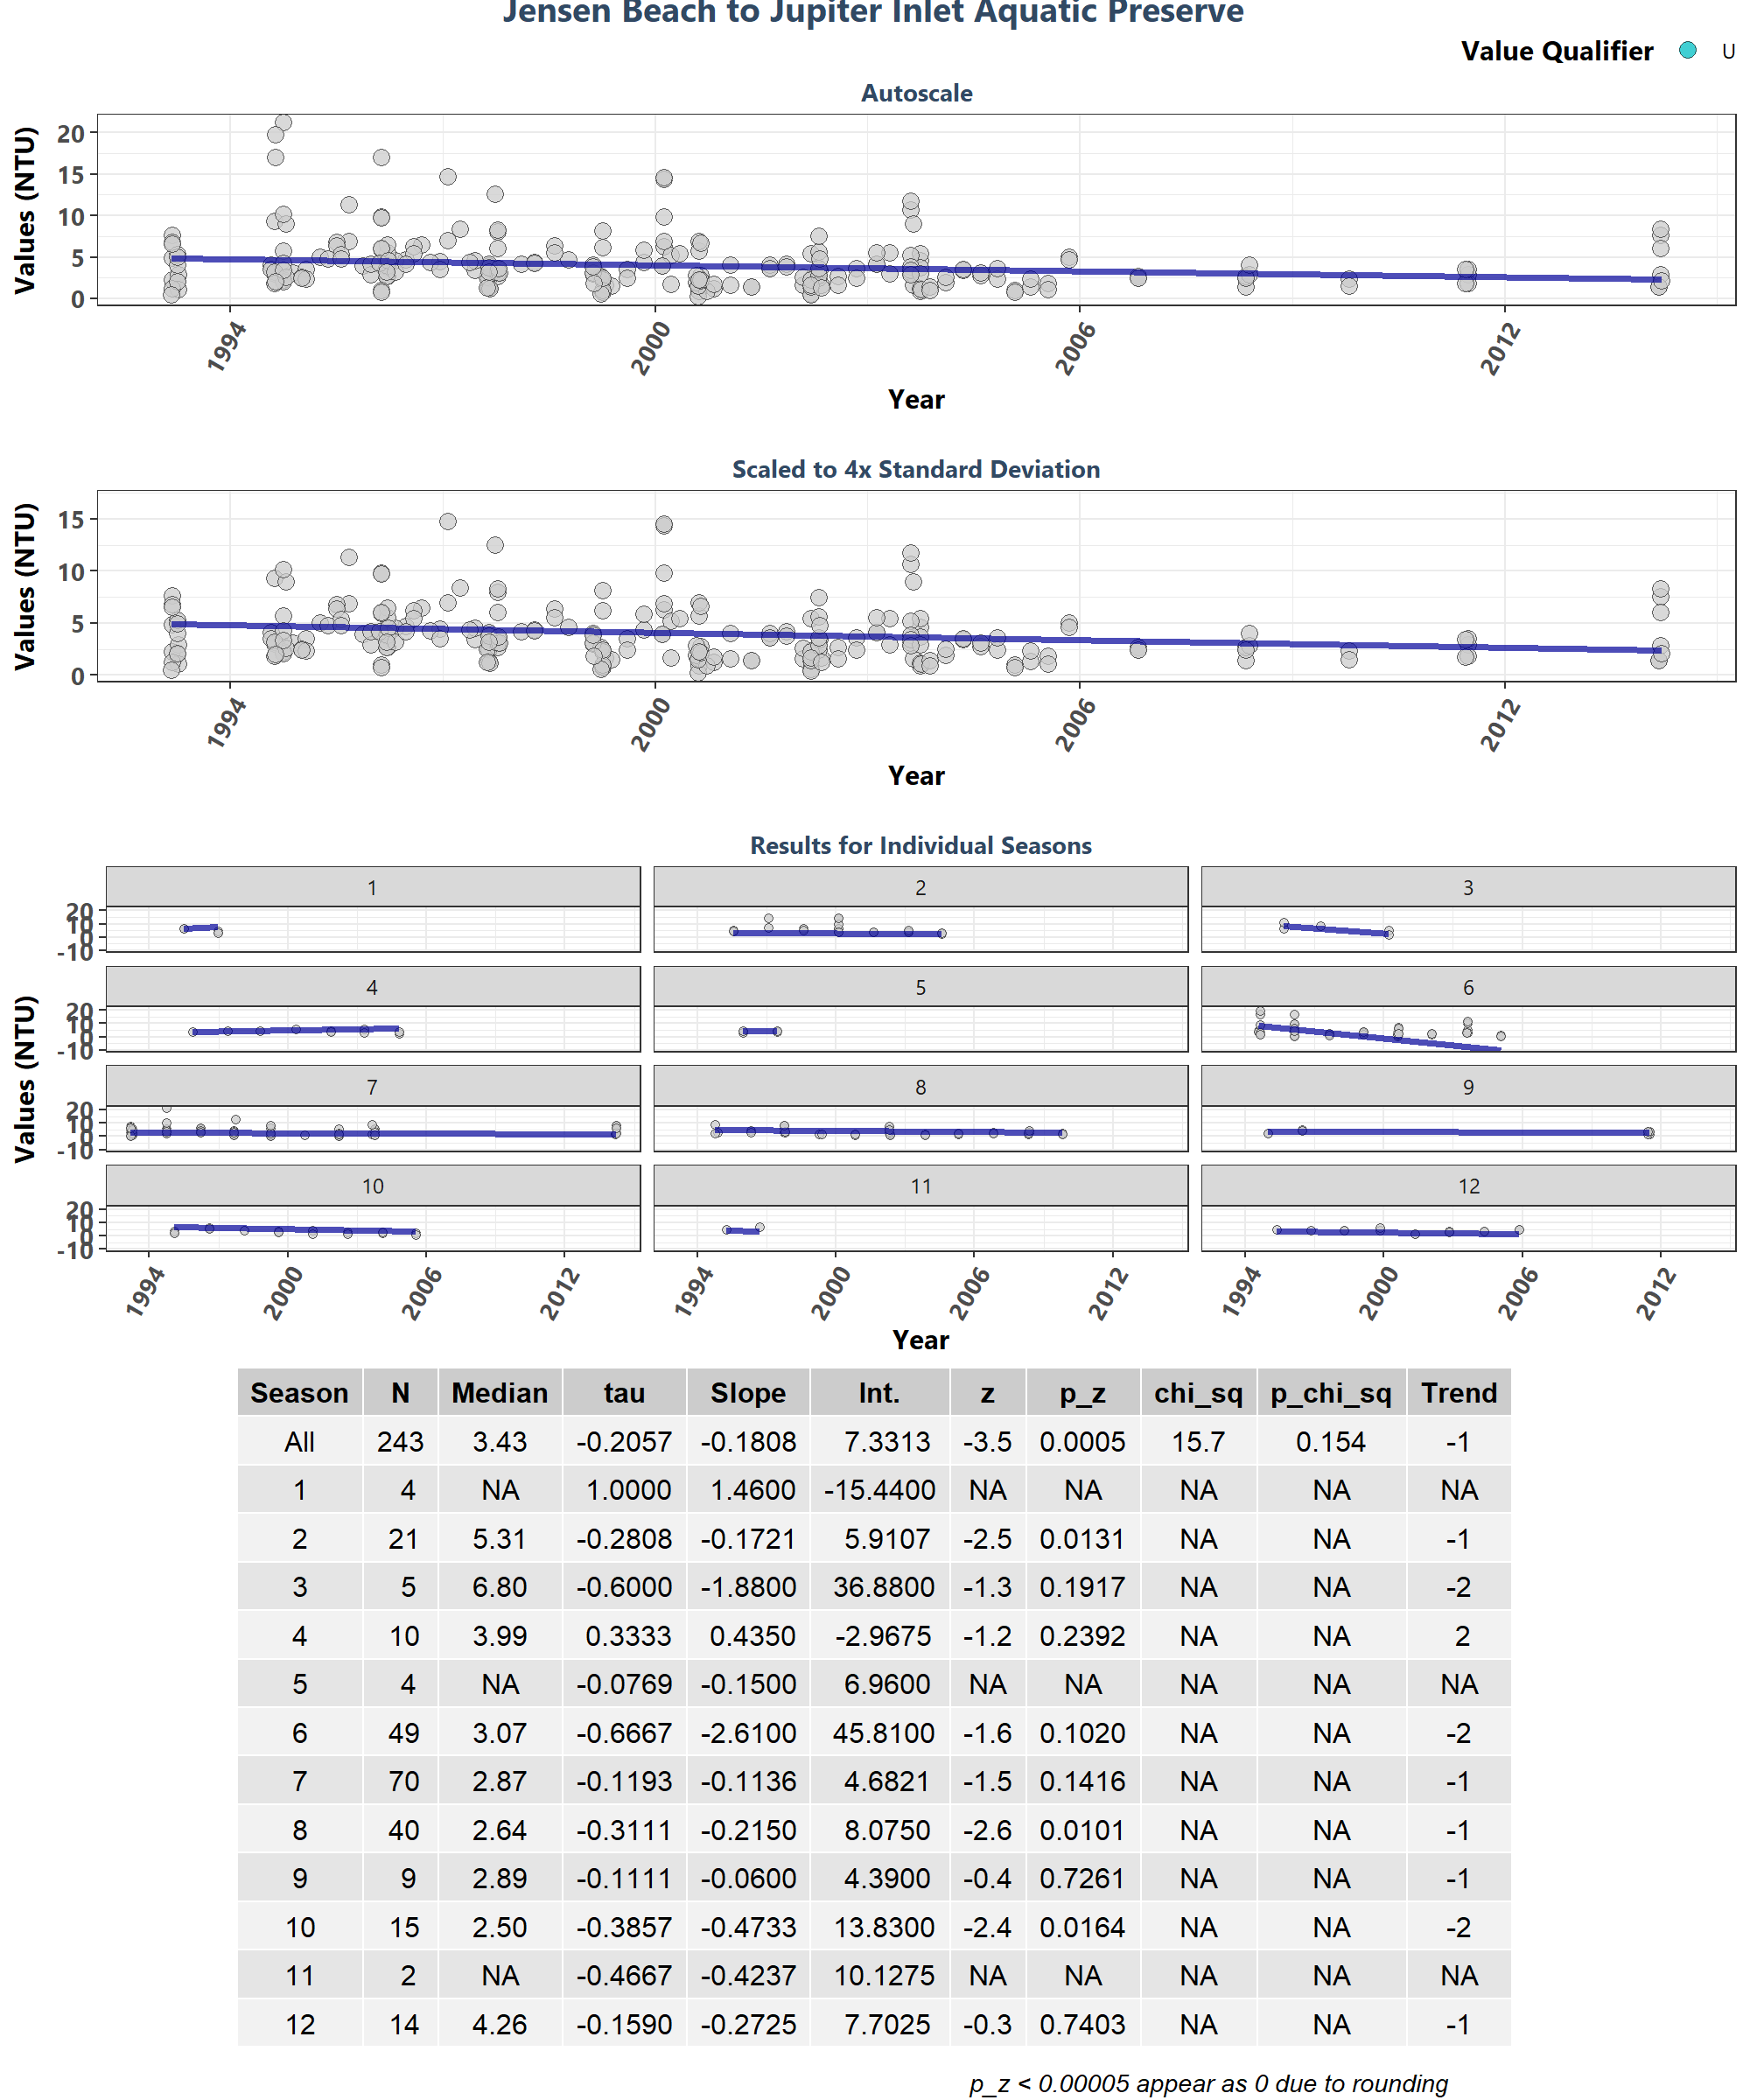 Jensen Beach to Jupiter Inlet Aquatic Preserve
Value Qualifier U
Autoscale
Values (NTU)
20
15
10
5
0
1994 2000 2006 2012
Year
Scaled to 4x Standard Deviation
Values (NTU)
15
10
5
0
1994 2000 2006 2012
Year
Results for Individual Seasons
Values (NTU)
1 2 3
20
10
0
-10
4 5 6
20
10
0
-10
7 8 9
20
10
0
-10
10 11 12
20
10
0
-10
1994 2000 2006 2012 1994 2000 2006 2012 1994 2000 2006 2012
Year
Season N Median tau Slope Int. z p_z chi_sq p_chi_sq Trend
All 243 3.43 -0.2057 -0.1808 7.3313 -3.5 0.0005 15.7 0.154 -1
1 4 NA 1.0000 1.4600 -15.4400 NA NA NA NA NA
2 21 5.31 -0.2808 -0.1721 5.9107 -2.5 0.0131 NA NA -1
3 5 6.80 -0.6000 -1.8800 36.8800 -1.3 0.1917 NA NA -2
4 10 3.99 0.3333 0.4350 -2.9675 -1.2 0.2392 NA NA 2
5 4 NA -0.0769 -0.1500 6.9600 NA NA NA NA NA
6 49 3.07 -0.6667 -2.6100 45.8100 -1.6 0.1020 NA NA -2
7 70 2.87 -0.1193 -0.1136 4.6821 -1.5 0.1416 NA NA -1
8 40 2.64 -0.3111 -0.2150 8.0750 -2.6 0.0101 NA NA -1
9 9 2.89 -0.1111 -0.0600 4.3900 -0.4 0.7261 NA NA -1
10 15 2.50 -0.3857 -0.4733 13.8300 -2.4 0.0164 NA NA -2
11 2 NA -0.4667 -0.4237 10.1275 NA NA NA NA NA
12 14 4.26 -0.1590 -0.2725 7.7025 -0.3 0.7403 NA NA -1
p_z < 0.00005 appear as 0 due to rounding